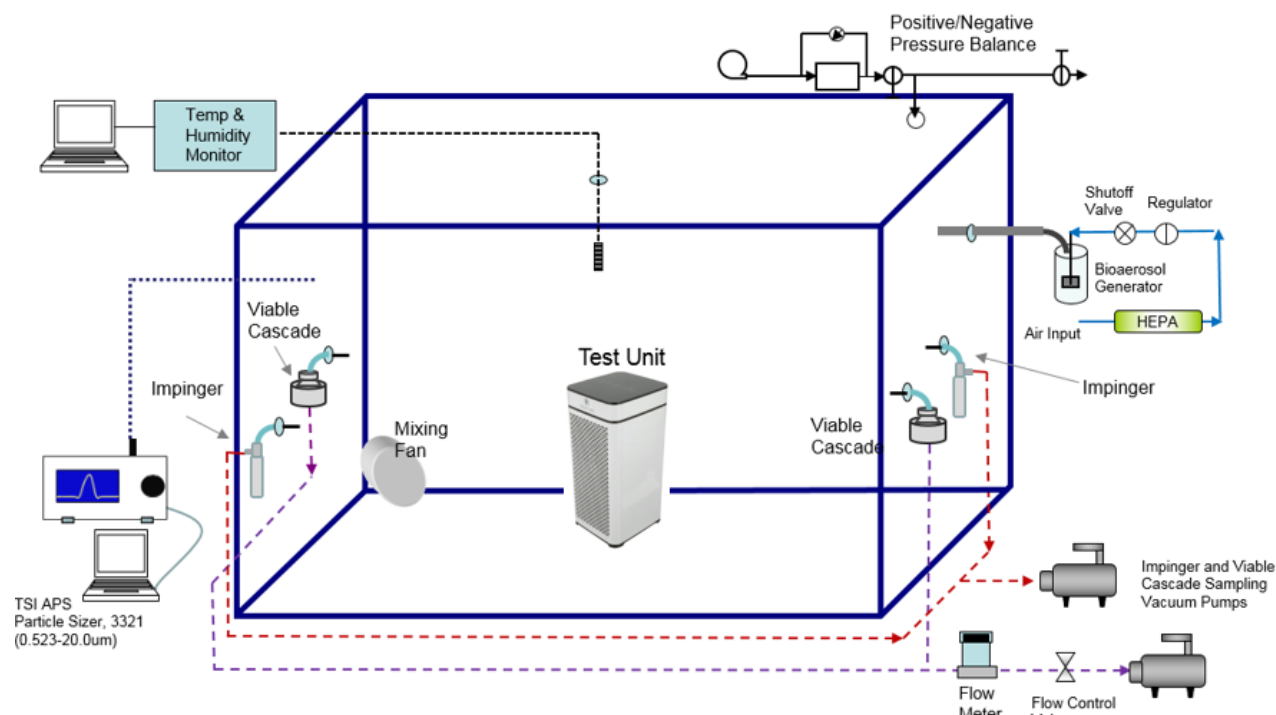 Positive/Negative
Pressure Balance
Temp &
Humidity
Monitor
Shutoff
Valve
Regulator
Bioaerosol
Generator
Air Input
HEPA
Viable
Cascade
Impinger
Mixing
Fan
Test Unit
Viable
Cascade
Impinger
TSI APS
Particle Sizer, 3321
(0.523-20.0um)
Impinger and Viable
Cascade Sampling
Vacuum Pumps
Flow
Meter
Flow Control